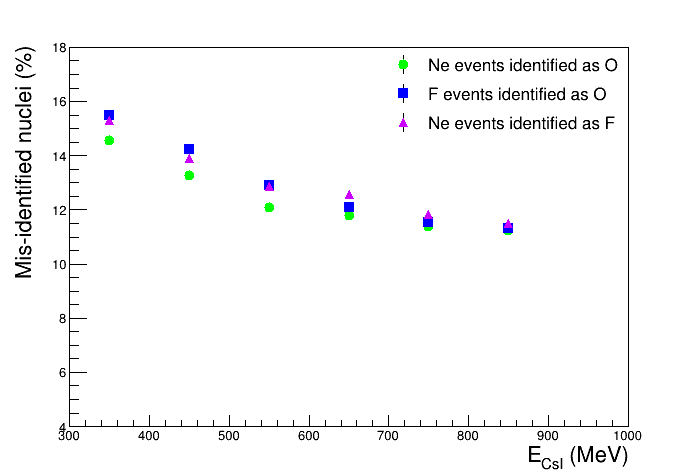 Mis-identified nuclei (%)
18
16
14
12
10
8
6
4
Ne events identified as O
F events identified as O
Ne events identified as F
300 400 500 600 700 800 900 1000
E_CsI (MeV)